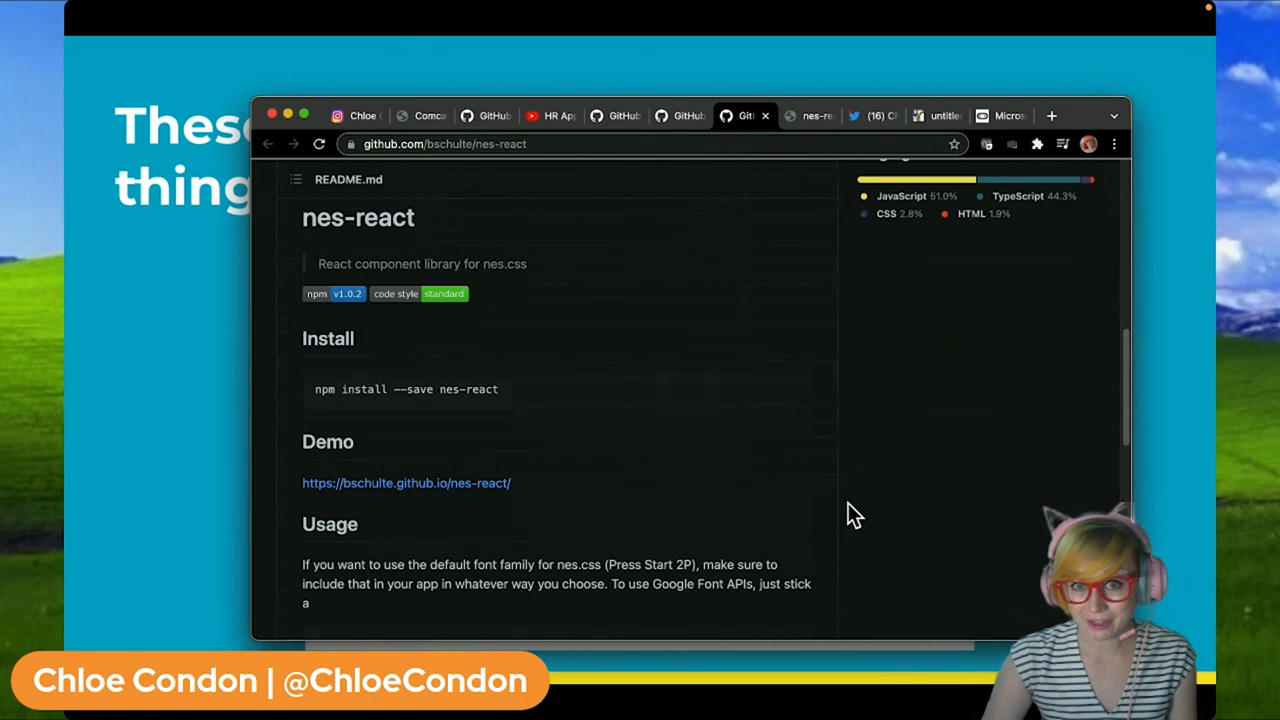 These
thing
Chloe
Comca
GitHub
HR App
GitHub
GitHub
Git
nes-re
(16) C
untitle
Micros
github.com/bschulte/nes-react
README.md
nes-react
React component library for nes.css
npm v1.0.2 code style standard
Install
npm install --save nes-react
Demo
https://bschulte.github.io/nes-react/
Usage
If you want to use the default font family for nes.css (Press Start 2P), make sure to
include that in your app in whatever way you choose. To use Google Font APIs, just stick
a
JavaScript 51.0% TypeScript 44.3%
CSS 2.8% HTML 1.9%
Chloe Condon | @ChloeCondon